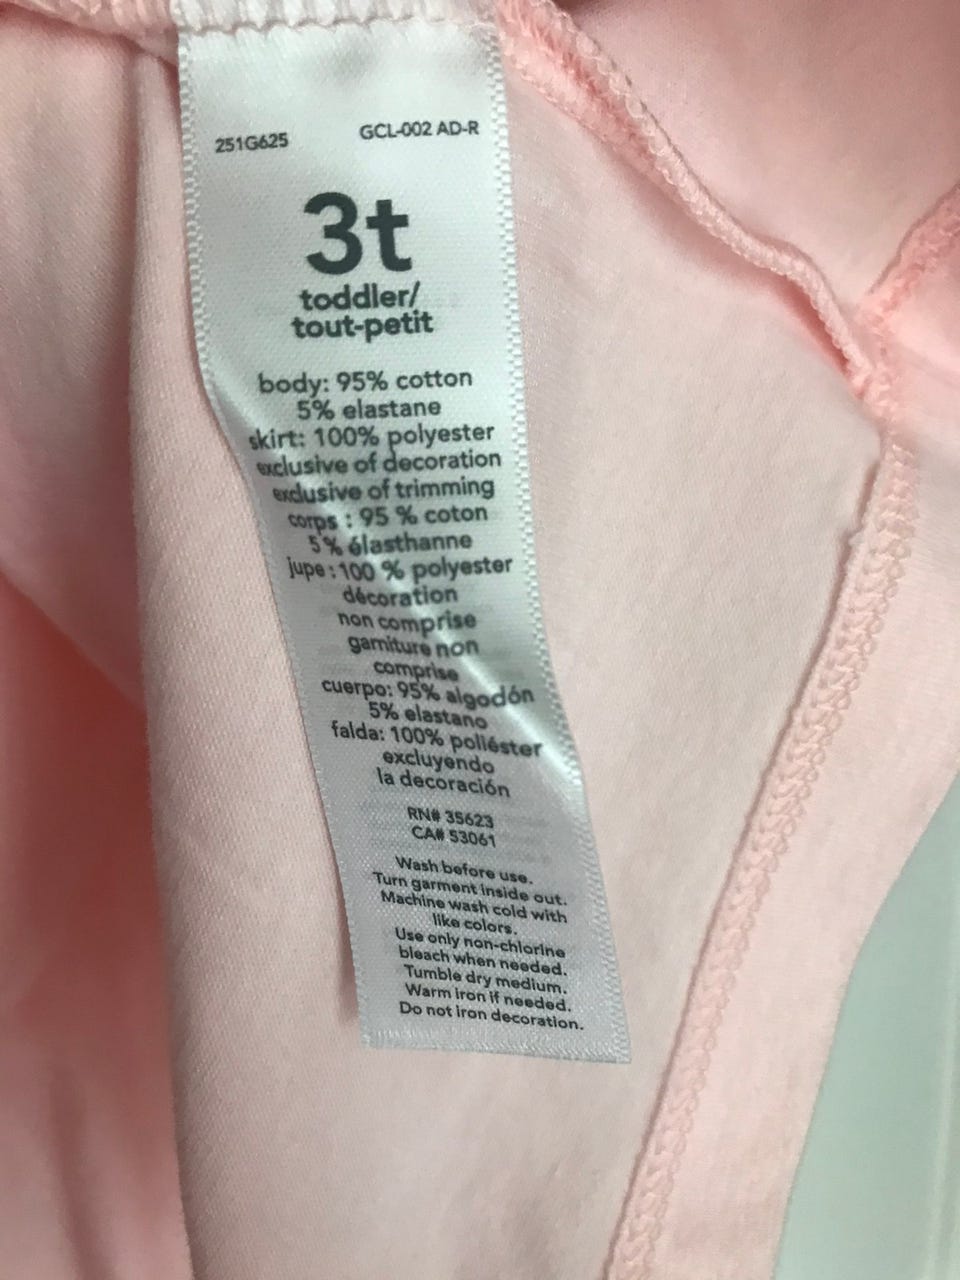 251G625 GCL-002 AD-R
3t
toddler/
tout-petit
body: 95% cotton
5% elastane
skirt: 100% polyester
exclusive of decoration
exclusive of trimming
corps : 95 % coton
5 % élasthanne
jupe : 100 % polyester
décoration
non comprise
garniture non
comprise
cuerpo: 95% algodón
5% elastano
falda: 100% poliéster
excluyendo
la decoración
RN# 35623
CA# 53061
Wash before use.
Turn garment inside out.
Machine wash cold with
like colors.
Use only non-chlorine
bleach when needed.
Tumble dry medium.
Warm iron if needed.
Do not iron decoration.